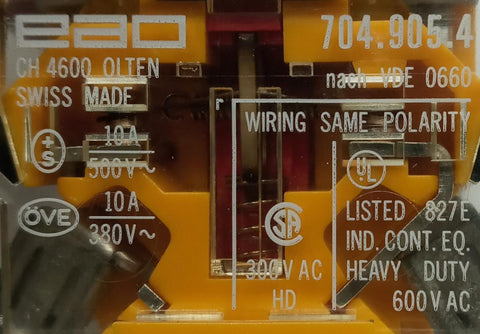 eao 704.905.4
CH 4600 OLTEN nach VDE 0660
SWISS MADE
WIRING SAME POLARITY
+S 10A
500V~
ÖVE 10A
380V~
SA
300V AC
HD
UL
LISTED 827E
IND. CONT. EQ.
HEAVY DUTY
600V AC